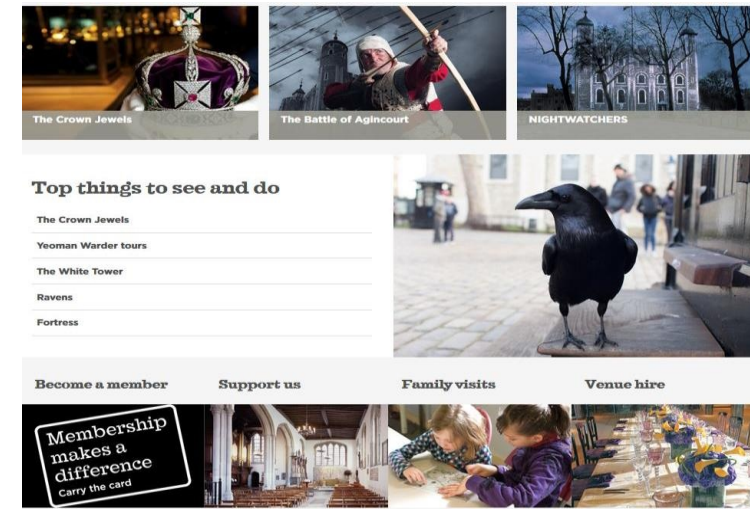 The Crown Jewels
The Battle of Agincourt
NIGHTWATCHERS
Top things to see and do
The Crown Jewels
Yeoman Warder tours
The White Tower
Ravens
Fortress
Become a member
Support us
Family visits
Venue hire
Membership
makes a
difference
Carry the card